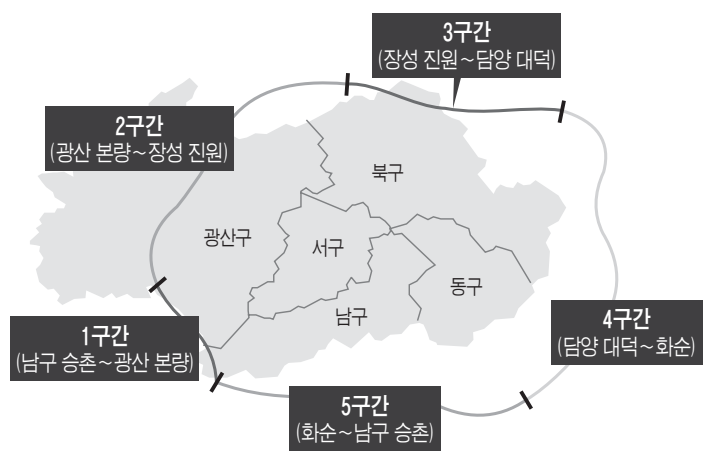 3구간
(장성 진원~담양 대덕)
2구간
(광산 본량~장성 진원)
북구
광산구
서구
동구
남구
4구간
(담양 대덕~화순)
1구간
(남구 승촌~광산 본량)
5구간
(화순~남구 승촌)